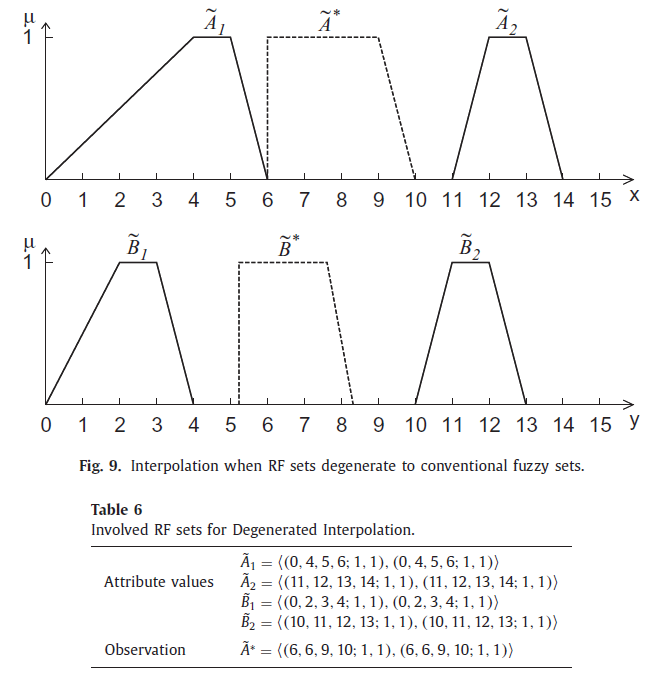 μ
1
Ã₁ Ã* Ã₂
0 1 2 3 4 5 6 7 8 9 10 11 12 13 14 15 x
μ
1
B̃₁ B̃* B̃₂
0 1 2 3 4 5 6 7 8 9 10 11 12 13 14 15 y
Fig. 9. Interpolation when RF sets degenerate to conventional fuzzy sets.
Table 6
Involved RF sets for Degenerated Interpolation.
Ã₁ = ⟨(0, 4, 5, 6; 1, 1), (0, 4, 5, 6; 1, 1)⟩
Attribute values Ã₂ = ⟨(11, 12, 13, 14; 1, 1), (11, 12, 13, 14; 1, 1)⟩
B̃₁ = ⟨(0, 2, 3, 4; 1, 1), (0, 2, 3, 4; 1, 1)⟩
B̃₂ = ⟨(10, 11, 12, 13; 1, 1), (10, 11, 12, 13; 1, 1)⟩
Observation Ã* = ⟨(6, 6, 9, 10; 1, 1), (6, 6, 9, 10; 1, 1)⟩